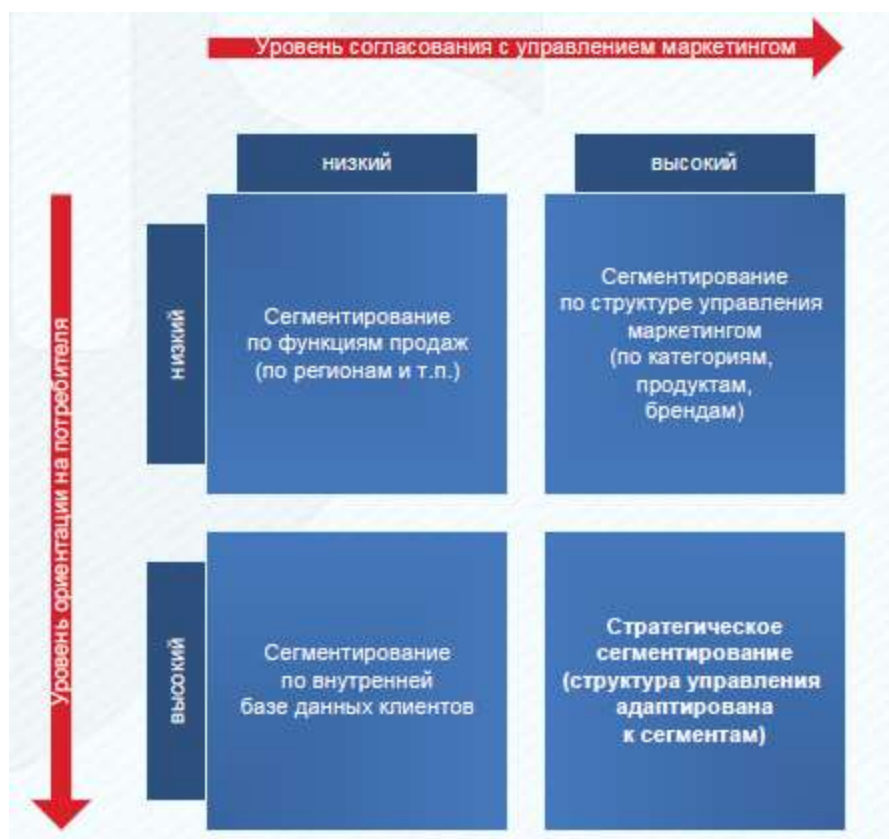 Уровень согласования с управлением маркетингом
низкий
высокий
Уровень ориентации на потребителя
низкий
Сегментирование
по функциям продаж
(по регионам и т.п.)
Сегментирование
по структуре управления
маркетингом
(по категориям,
продуктам,
брендам)
высокий
Сегментирование
по внутренней
базе данных клиентов
Стратегическое
сегментирование
(структура управления
адаптирована
к сегментам)